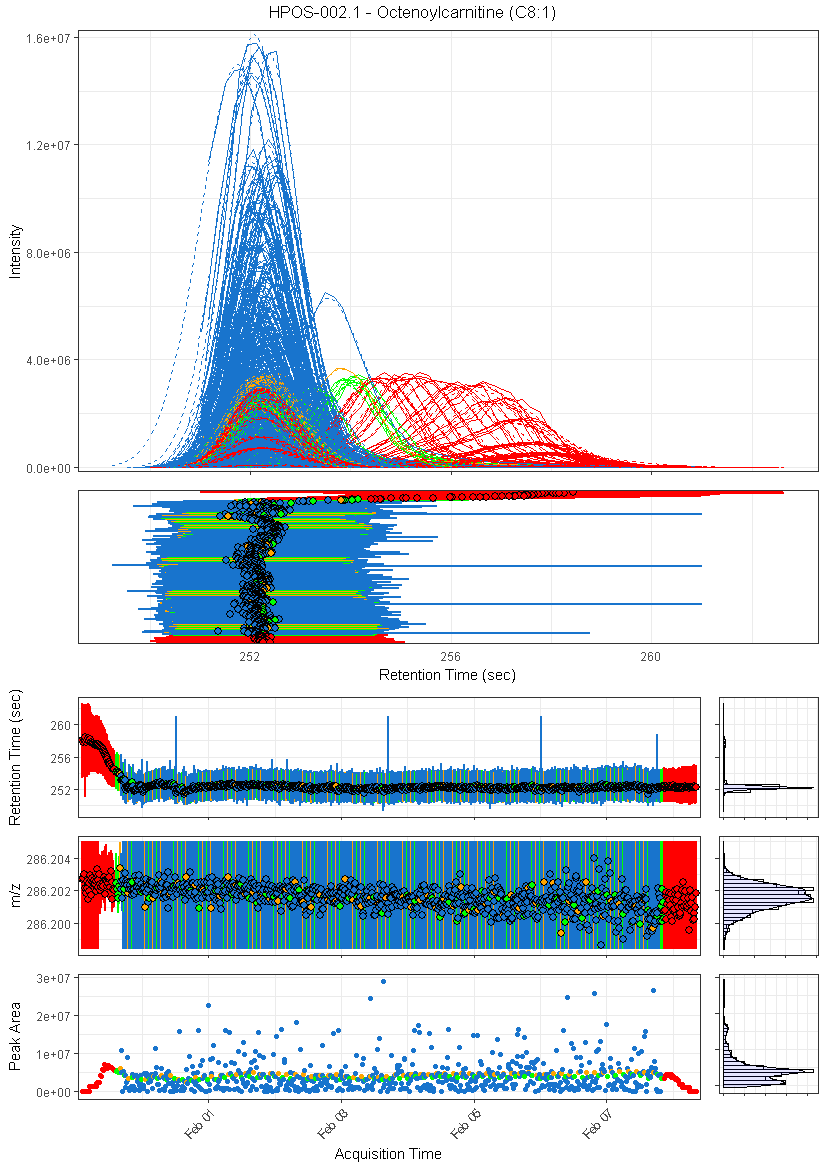 HPOS-002.1 - Octenoylcarnitine (C8:1)
1.6e+07
1.2e+07
8.0e+06
4.0e+06
0.0e+00
Intensity
252 256 260
Retention Time (sec)
260
256
252
Retention Time (sec)
286.204
286.202
286.200
m/z
3e+07
2e+07
1e+07
0e+00
Peak Area
Feb 01 Feb 03 Feb 05 Feb 07
Acquisition Time